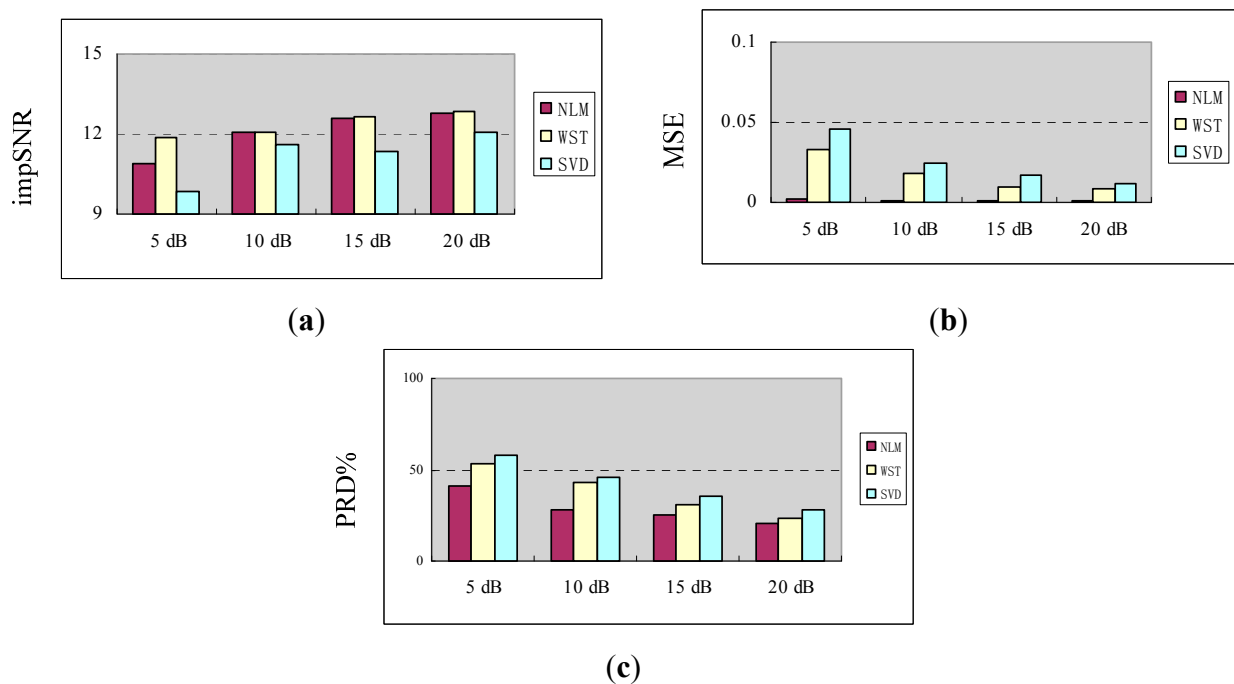 15
12
9
impSNR
5 dB 10 dB 15 dB 20 dB
NLM
WST
SVD
(a)
0.1
0.05
0
MSE
5 dB 10 dB 15 dB 20 dB
NLM
WST
SVD
(b)
100
50
0
PRD%
5 dB 10 dB 15 dB 20 dB
NLM
WST
SVD
(c)